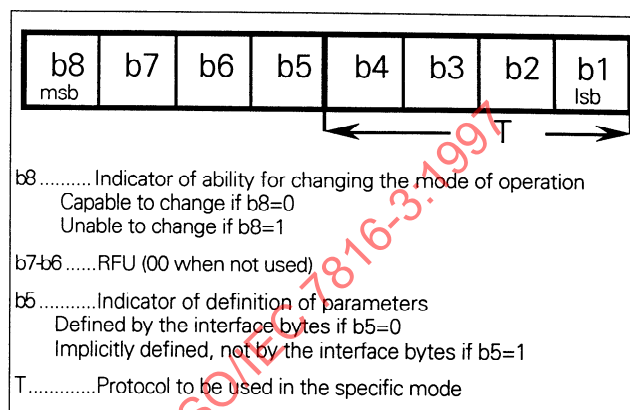 b8 b7 b6 b5 b4 b3 b2 b1
msb lsb
T
b8.......... Indicator of ability for changing the mode of operation
Capable to change if b8=0
Unable to change if b8=1
b7-b6 ......RFU (00 when not used)
b5...........Indicator of definition of parameters
Defined by the interface bytes if b5=0
Implicitly defined, not by the interface bytes if b5=1
T............Protocol to be used in the specific mode
SO/IEC 7816-3:1997